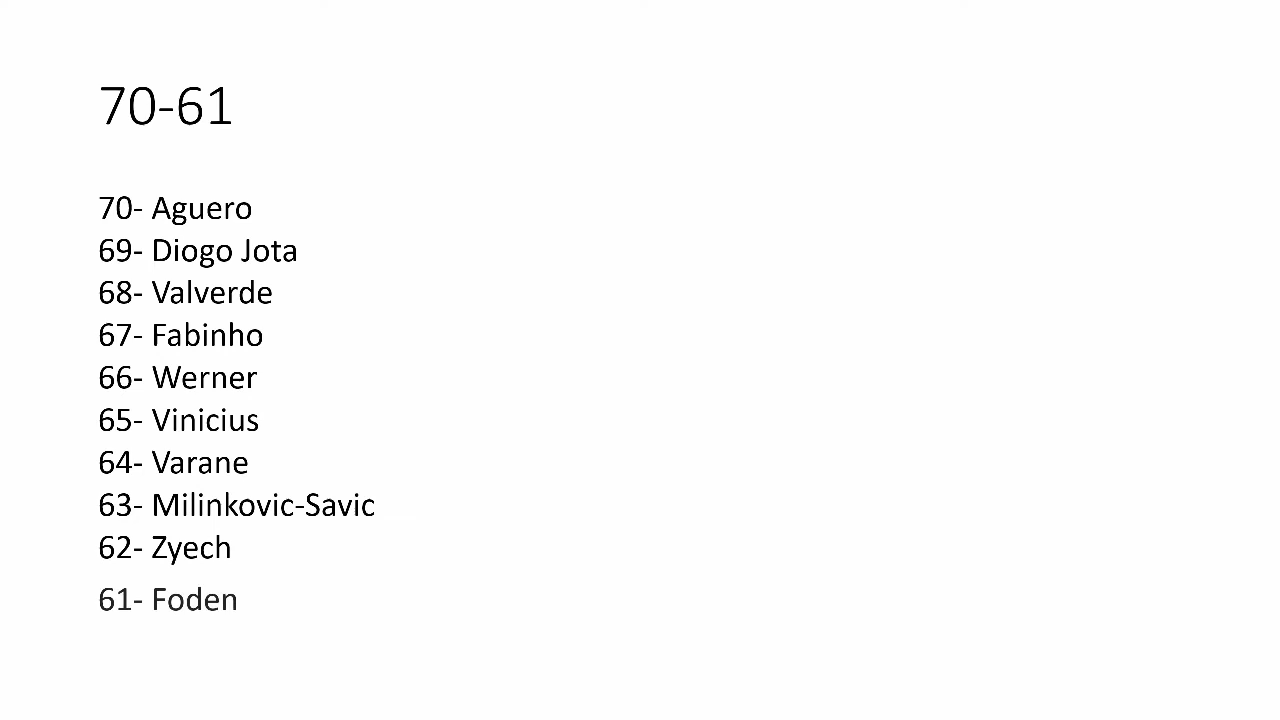 70-61
70- Aguero
69- Diogo Jota
68- Valverde
67- Fabinho
66- Werner
65- Vinicius
64- Varane
63- Milinkovic-Savic
62- Zyech
61- Foden